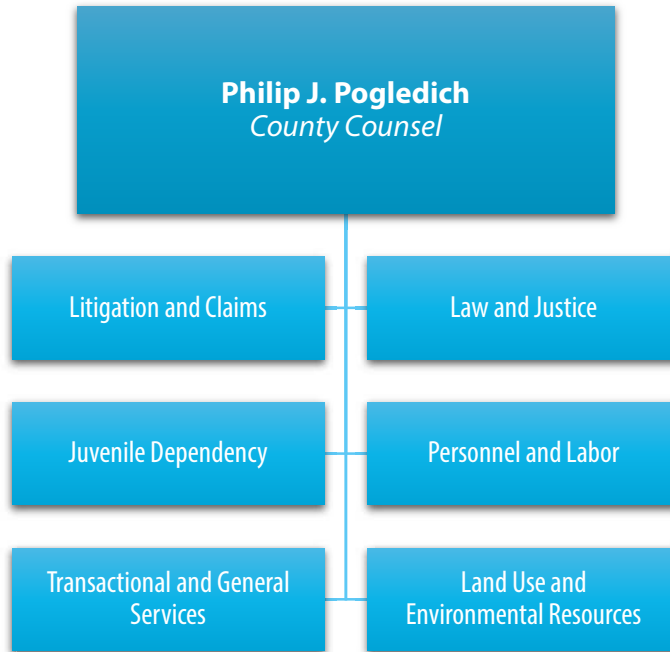 Philip J. Pogledich
County Counsel
Litigation and Claims
Law and Justice
Juvenile Dependency
Personnel and Labor
Transactional and General
Services
Land Use and
Environmental Resources